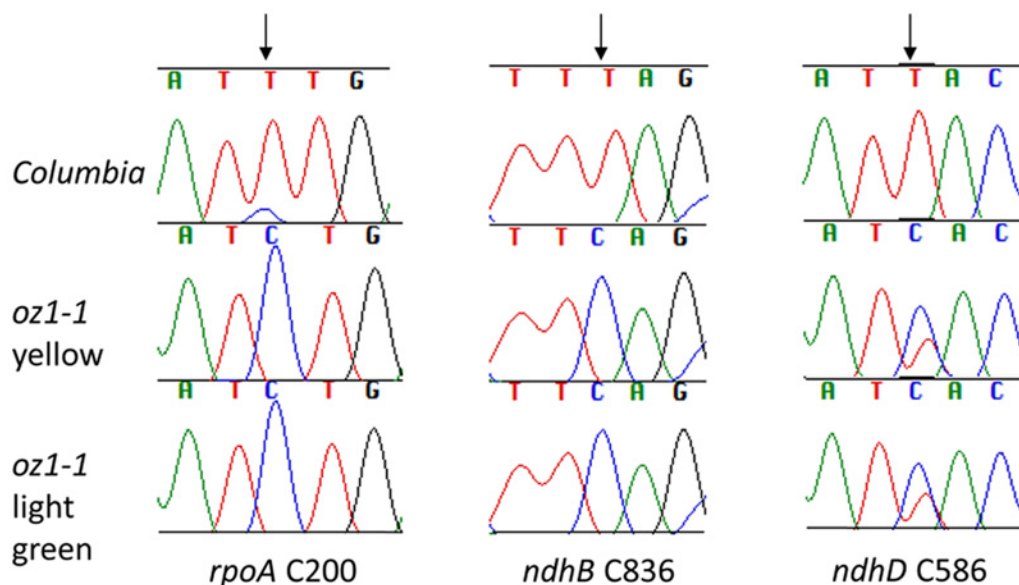 A T T T G T T T A G A T T A C
Columbia
A T C T G T T C A G A T C A C
oz1-1
yellow
A T C T G T T C A G A T C A C
oz1-1
light
green
rpoA C200 ndhB C836 ndhD C586